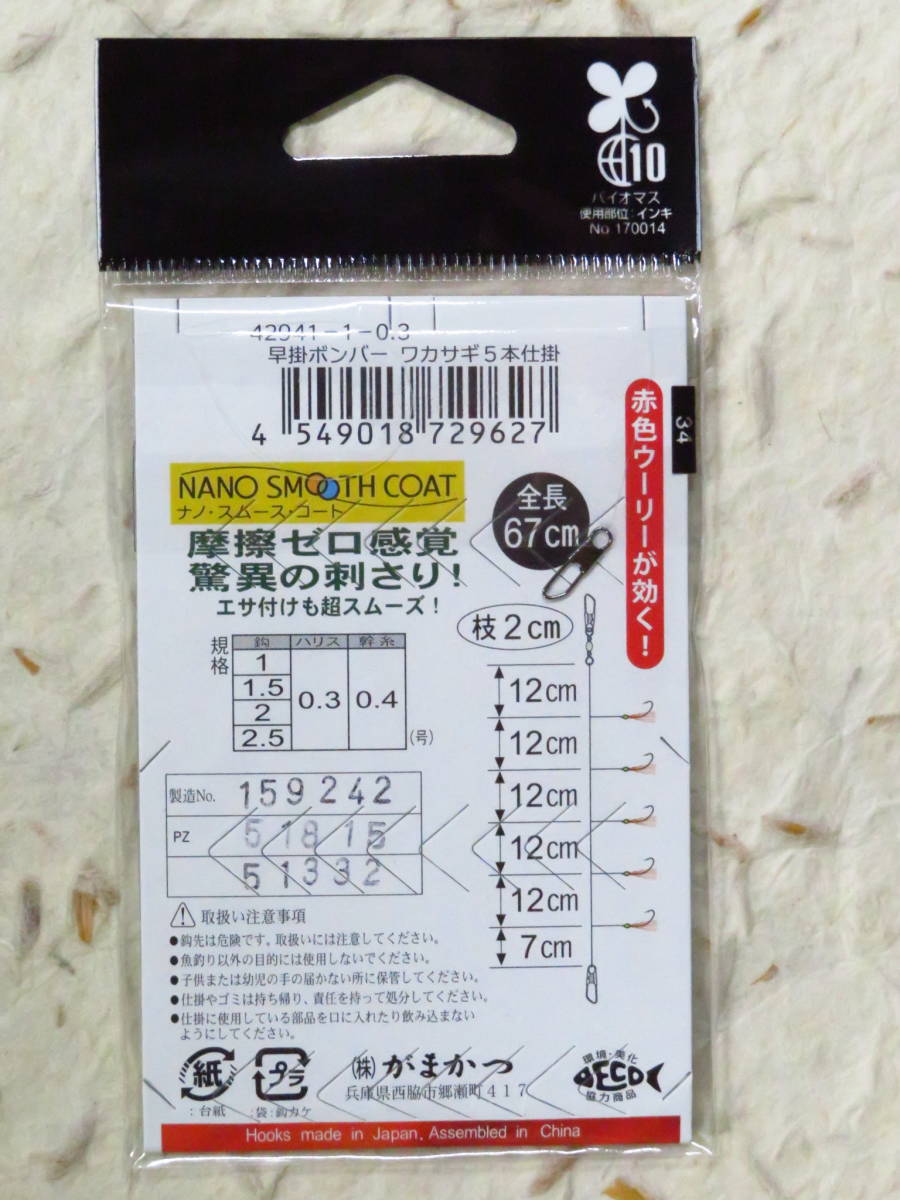 10
バイオマス
使用部位:インキ
No 170014
42941-1-0.3
早掛ボンバー ワカサギ5本仕掛
4 549018 729627
34
赤色ウーリーが効く!
NANO SMOOTH COAT
ナノ・スムース・コート
摩擦ゼロ感覚
驚異の刺さり!
エサ付けも超スムーズ!
全長
67cm
枝2cm
規格
鈎 ハリス 幹糸
1
1.5
2
2.5
0.3 0.4
(号)
12cm
12cm
12cm
12cm
12cm
7cm
製造No. 159242
PZ 51815
51332
取扱い注意事項
●鈎先は危険です。取扱いには注意してください。
●魚釣り以外の目的には使用しないでください。
●子供または幼児の手の届かない所に保管してください。
●仕掛やゴミは持ち帰り、責任を持って処分してください。
●仕掛に使用している部品を口に入れたり飲み込まない
ようにしてください。
紙
:台紙
プラ
:袋:鈎カケ
(株)がまかつ
兵庫県西脇市郷瀬町417
環境・美化
ECO
協力商品
Hooks made in Japan, Assembled in China